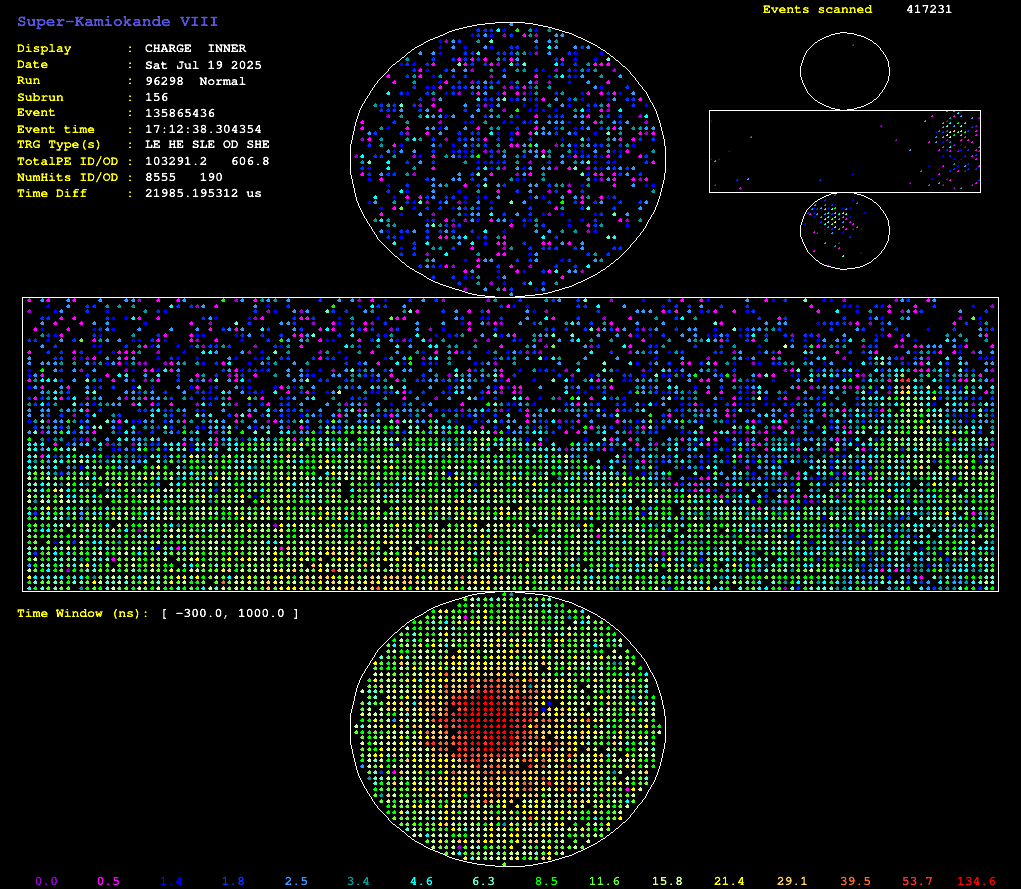 Super-Kamiokande VIII
Events scanned 417231
Display : CHARGE INNER
Date : Sat Jul 19 2025
Run : 96298 Normal
Subrun : 156
Event : 135865436
Event time : 17:12:38.304354
TRG Type(s) : LE HE SLE OD SHE
TotalPE ID/OD : 103291.2 606.8
NumHits ID/OD : 8555 190
Time Diff : 21985.195312 us
Time Window (ns): [ -300.0, 1000.0 ]
0.0 0.5 1.4 1.8 2.5 3.4 4.6 6.3 8.5 11.6 15.8 21.4 29.1 39.5 53.7 134.6